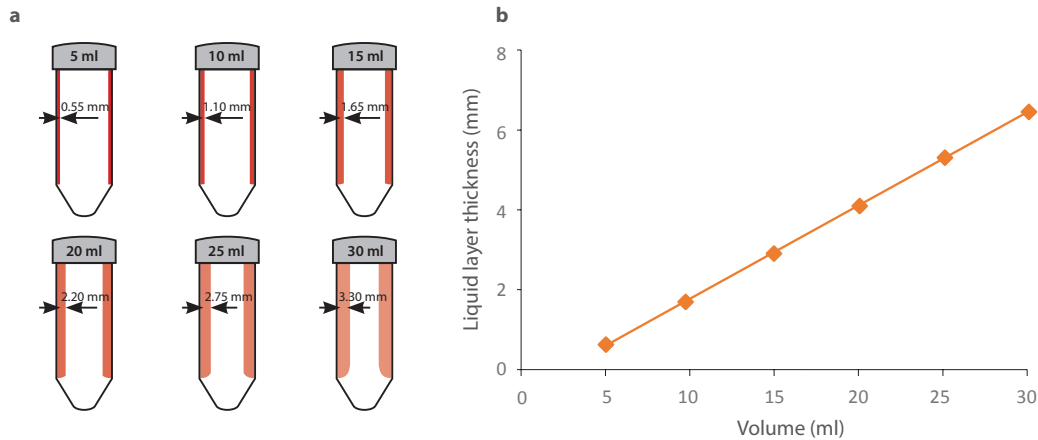 a
5 ml
10 ml
15 ml
0.55 mm
1.10 mm
1.65 mm
20 ml
25 ml
30 ml
2.20 mm
2.75 mm
3.30 mm
b
8
6
4
2
0
Liquid layer thickness (mm)
0
5
10
15
20
25
30
Volume (ml)